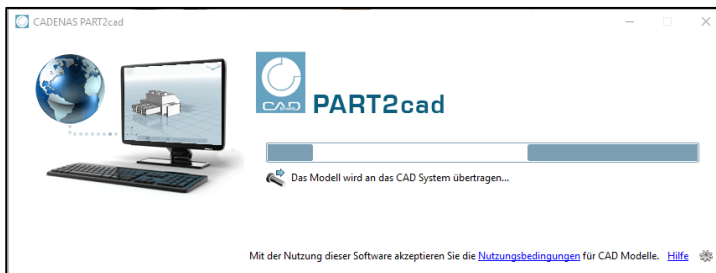 CADENAS PART2cad
CAD
PART2cad
Das Modell wird an das CAD System übertragen...
Mit der Nutzung dieser Software akzeptieren Sie die Nutzungsbedingungen für CAD Modelle. Hilfe